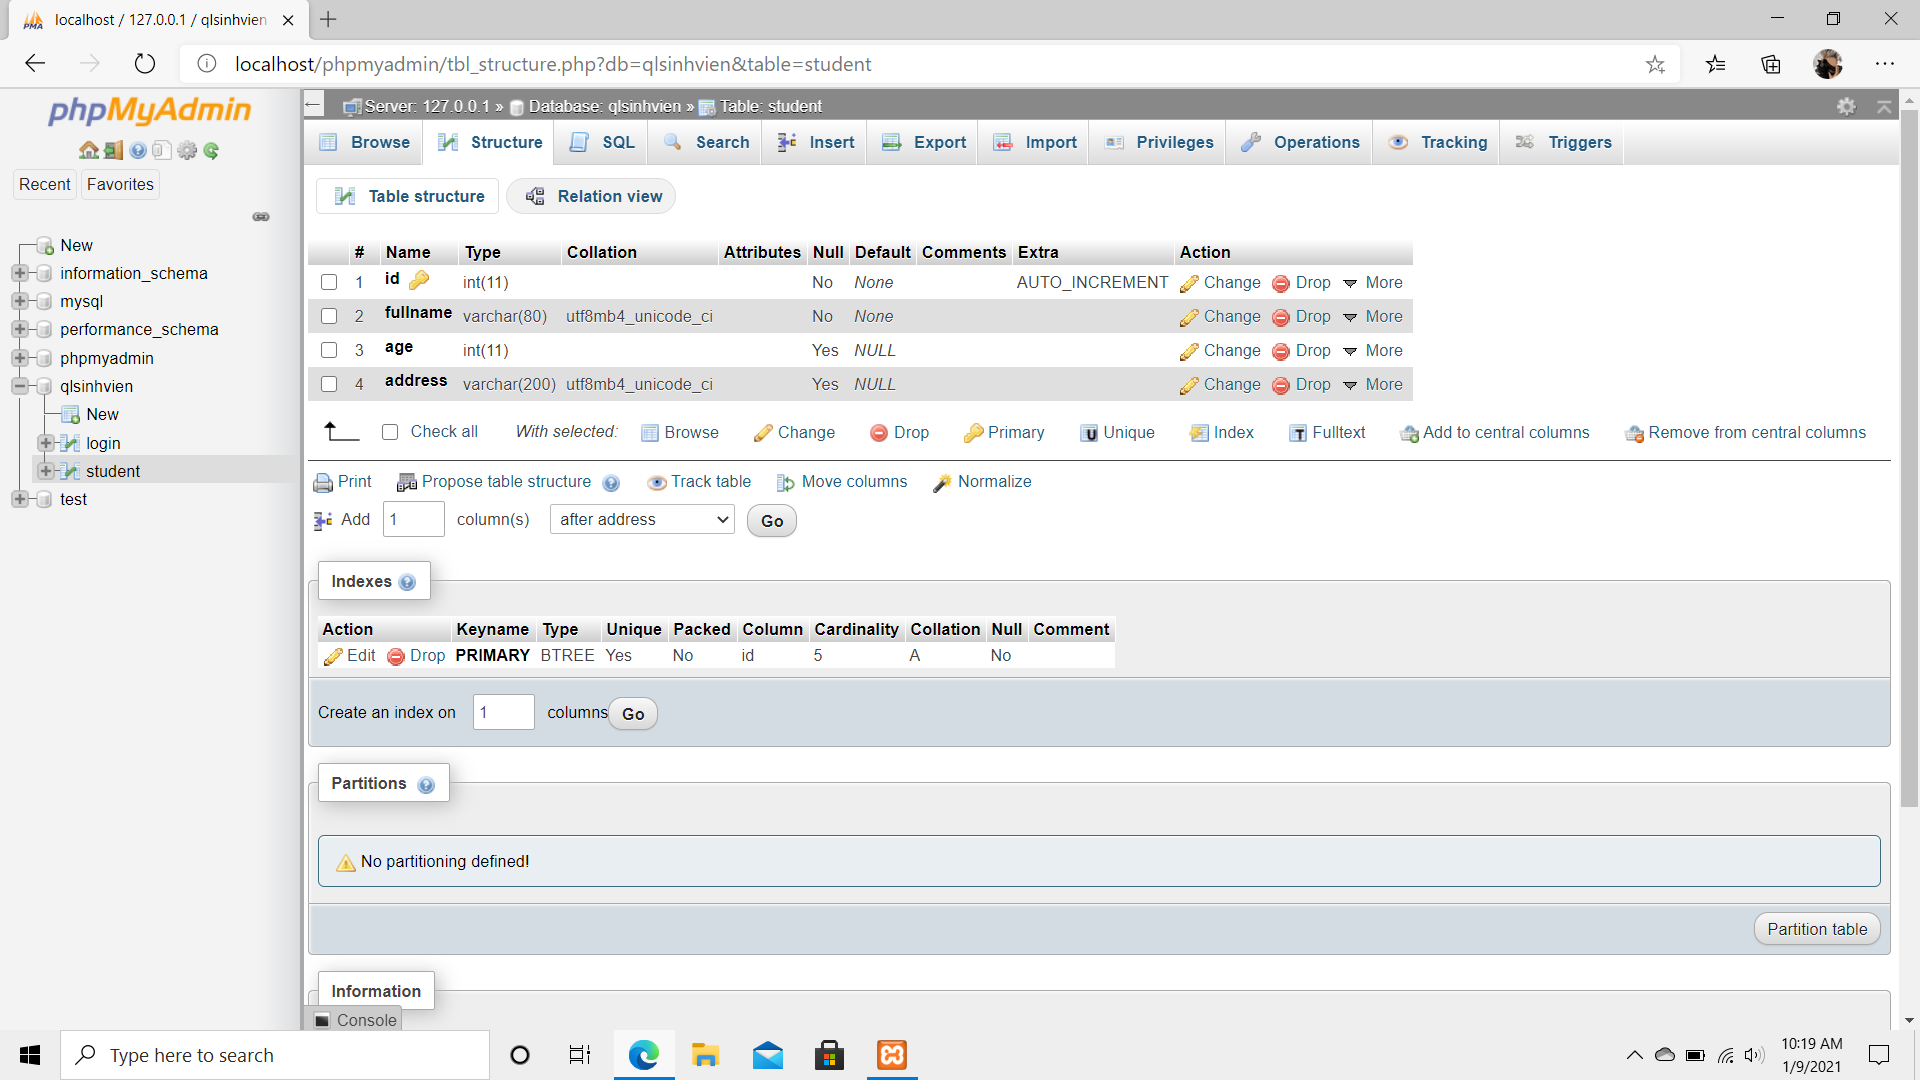 localhost / 127.0.0.1 / qlsinhvien
localhost/phpmyadmin/tbl_structure.php?db=qlsinhvien&table=student
phpMyAdmin
Recent Favorites
New
information_schema
mysql
performance_schema
phpmyadmin
qlsinhvien
New
login
student
test
Server: 127.0.0.1 » Database: qlsinhvien » Table: student
Browse Structure SQL Search Insert Export Import Privileges Operations Tracking Triggers
Table structure Relation view
# Name Type Collation Attributes Null Default Comments Extra Action
1 id int(11) No None AUTO_INCREMENT Change Drop More
2 fullname varchar(80) utf8mb4_unicode_ci No None Change Drop More
3 age int(11) Yes NULL Change Drop More
4 address varchar(200) utf8mb4_unicode_ci Yes NULL Change Drop More
Check all With selected: Browse Change Drop Primary Unique Index Fulltext Add to central columns Remove from central columns
Print Propose table structure Track table Move columns Normalize
Add 1 column(s) after address Go
Indexes
Action Keyname Type Unique Packed Column Cardinality Collation Null Comment
Edit Drop PRIMARY BTREE Yes No id 5 A No
Create an index on 1 columns Go
Partitions
No partitioning defined!
Partition table
Information
Console
Type here to search
10:19 AM
1/9/2021